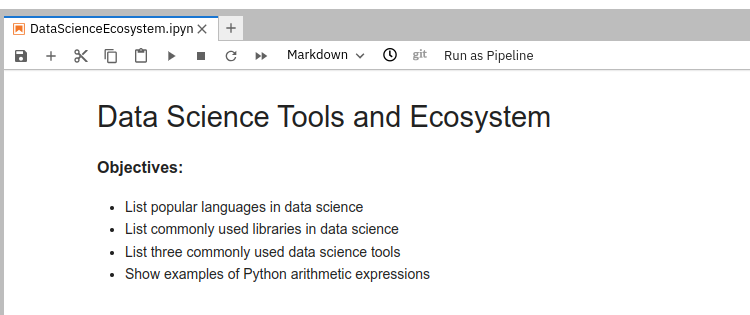 DataScienceEcosystem.ipyn
Markdown git Run as Pipeline
Data Science Tools and Ecosystem
Objectives:
List popular languages in data science
List commonly used libraries in data science
List three commonly used data science tools
Show examples of Python arithmetic expressions